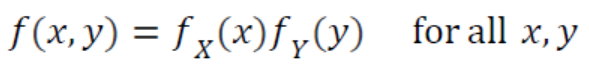 f(x, y) = f_X(x)f_Y(y) for all x, y